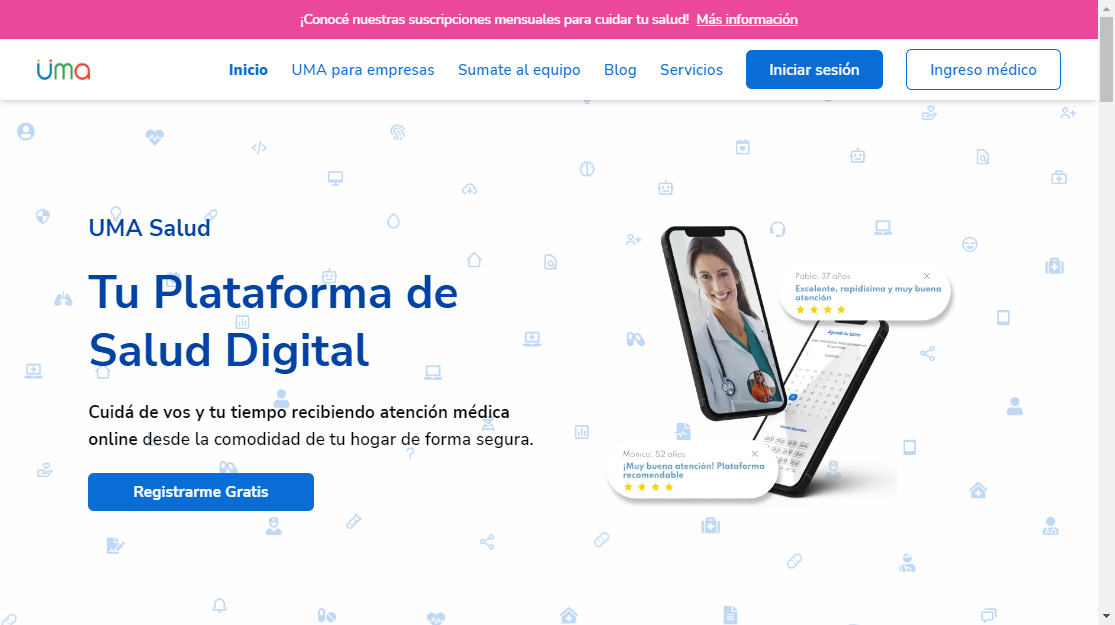 ¡Conocé nuestras suscripciones mensuales para cuidar tu salud! Más información
uma
Inicio UMA para empresas Sumate al equipo Blog Servicios Iniciar sesión Ingreso médico
UMA Salud
Tu Plataforma de
Salud Digital
Cuidá de vos y tu tiempo recibiendo atención médica
online desde la comodidad de tu hogar de forma segura.
Registrarme Gratis
Pablo, 37 años
Excelente, rapidísima y muy buena
atención
Agenda tu turno
Mónica, 52 años
¡Muy buena atención! Plataforma
recomendable